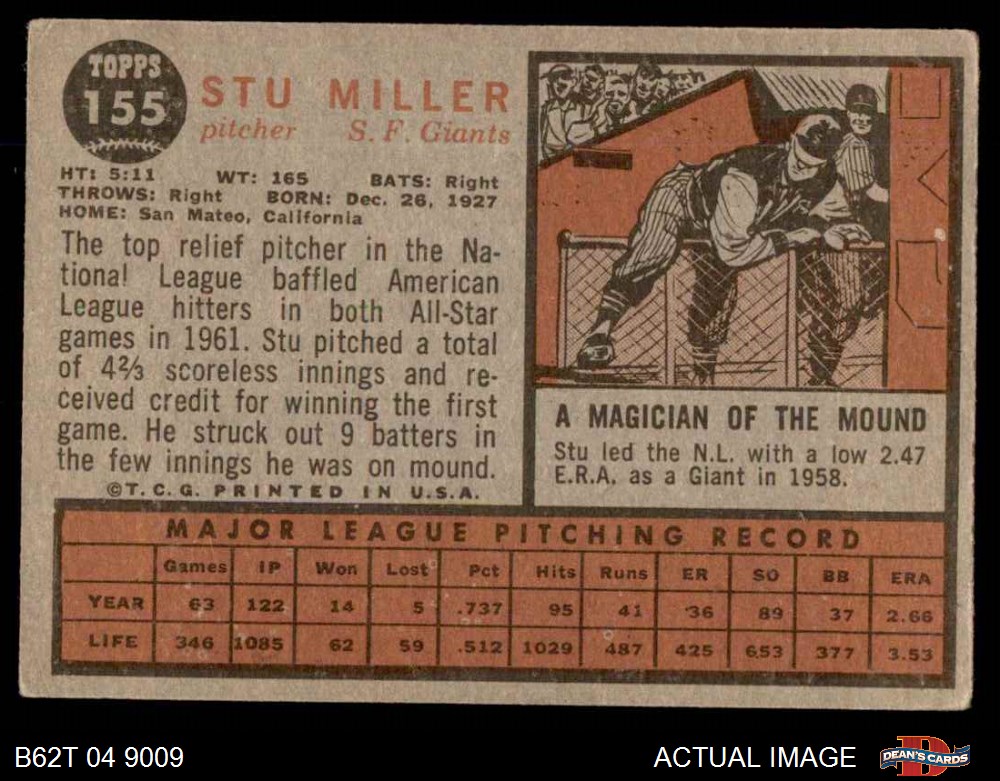 TOPPS
155
STU MILLER
pitcher S. F. Giants
HT: 5:11 WT: 165 BATS: Right
THROWS: Right BORN: Dec. 26, 1927
HOME: San Mateo, California
The top relief pitcher in the Na-
tional League baffled American
League hitters in both All-Star
games in 1961. Stu pitched a total
of 4⅔ scoreless innings and re-
ceived credit for winning the first
game. He struck out 9 batters in
the few innings he was on mound.
©T. C. G. PRINTED IN U.S.A.
A MAGICIAN OF THE MOUND
Stu led the N.L. with a low 2.47
E.R.A. as a Giant in 1958.
MAJOR LEAGUE PITCHING RECORD
Games IP Won Lost Pct Hits Runs ER SO BB ERA
YEAR 63 122 14 5 .737 95 41 36 89 37 2.66
LIFE 346 1085 62 59 .512 1029 487 425 653 377 3.53
B62T 04 9009 ACTUAL IMAGE DEAN'S CARDS